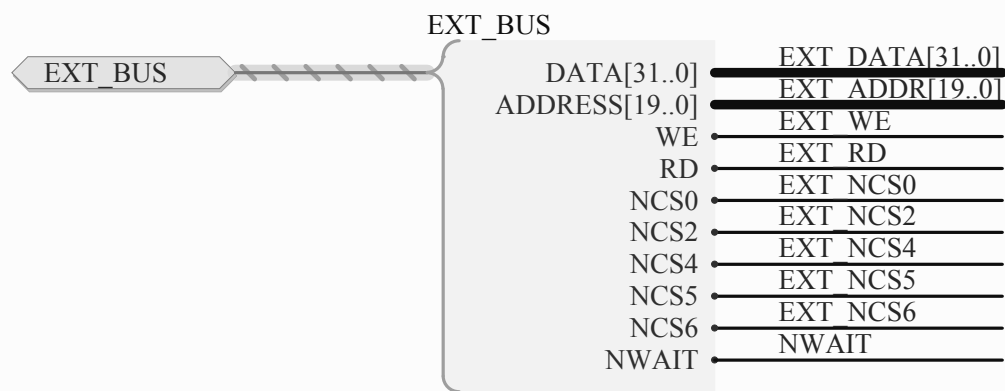 EXT_BUS
EXT_BUS
DATA[31..0] EXT_DATA[31..0]
ADDRESS[19..0] EXT_ADDR[19..0]
WE EXT_WE
RD EXT_RD
NCS0 EXT_NCS0
NCS2 EXT_NCS2
NCS4 EXT_NCS4
NCS5 EXT_NCS5
NCS6 EXT_NCS6
NWAIT NWAIT